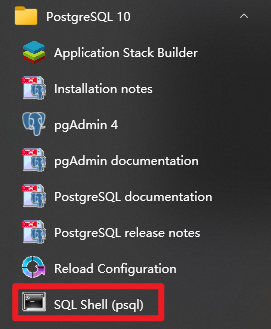 PostgreSQL 10
Application Stack Builder
Installation notes
pgAdmin 4
pgAdmin documentation
PostgreSQL documentation
PostgreSQL release notes
Reload Configuration
SQL Shell (psql)